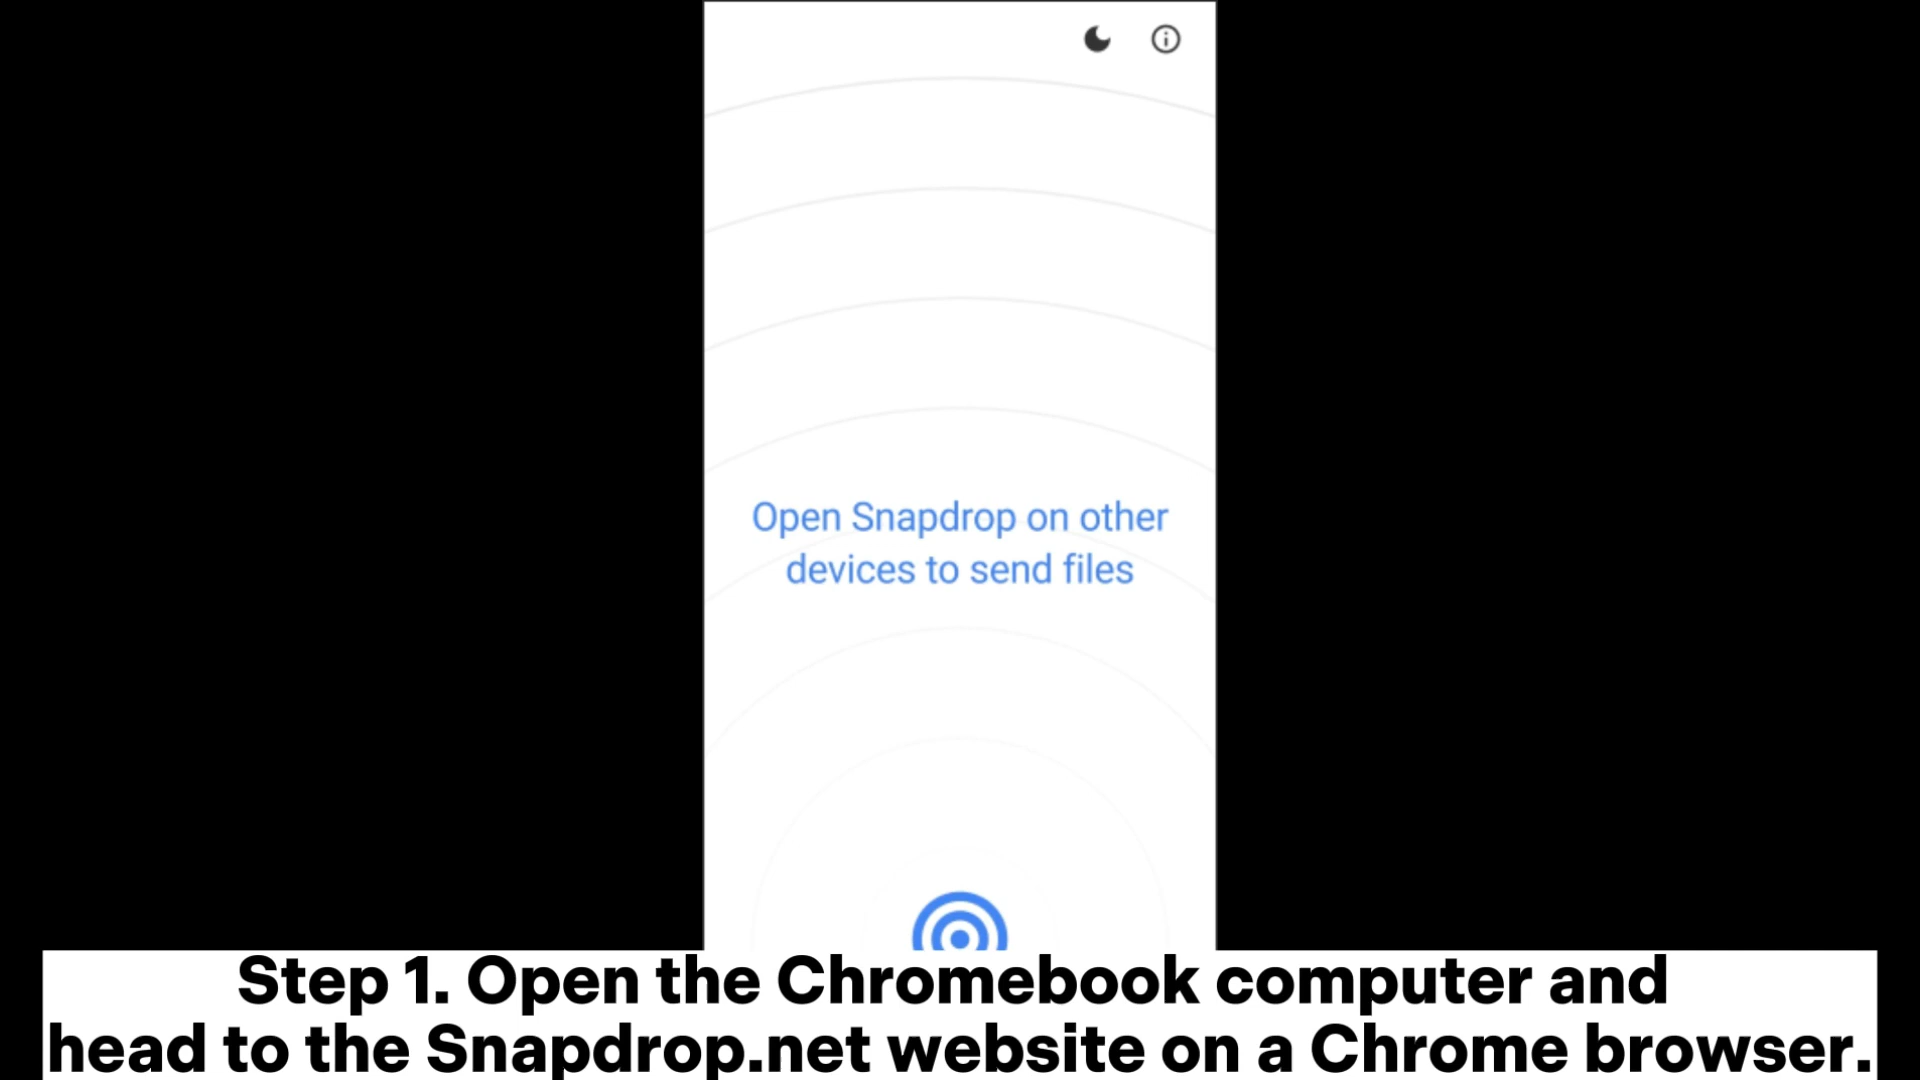 Open Snapdrop on other
devices to send files
Step 1. Open the Chromebook computer and
head to the Snapdrop.net website on a Chrome browser.